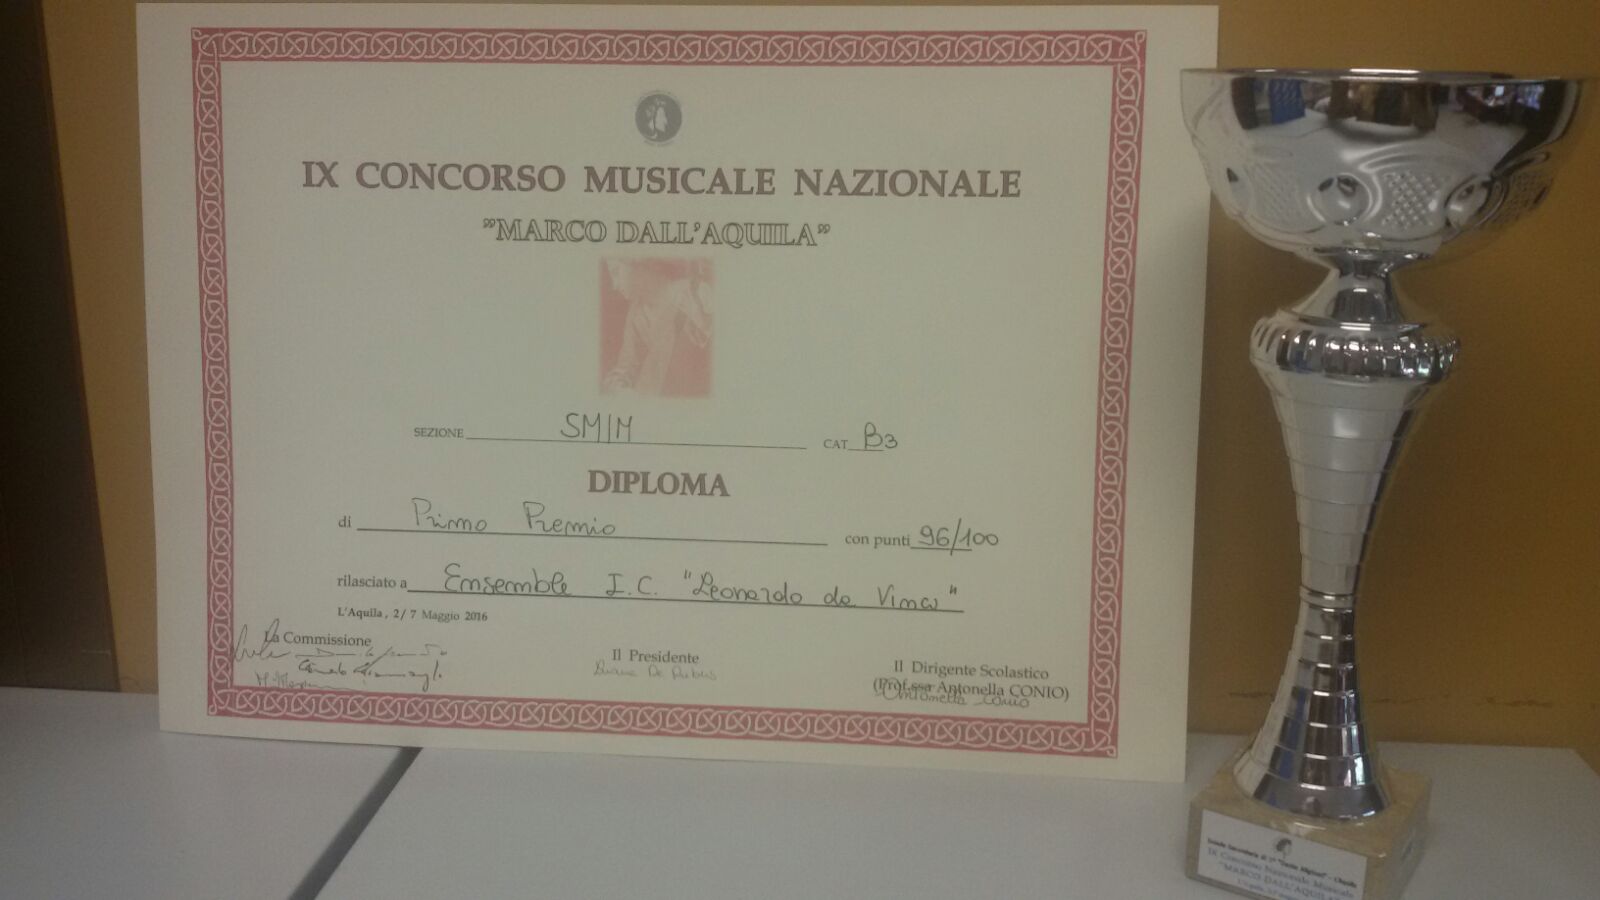 IX CONCORSO MUSICALE NAZIONALE
"MARCO DALL'AQUILA"
SEZIONE SMIM CAT. B3
DIPLOMA
di Primo Premio con punti 96/100
rilasciato a Ensemble I.C. "Leonardo da Vinci"
L'Aquila, 2/7 Maggio 2016
La Commissione
Il Presidente
Il Dirigente Scolastico
(Prof.ssa Antonella CONIO)
Antonella Conio
IX Concorso Nazionale Musicale
"MARCO DALL'AQUILA